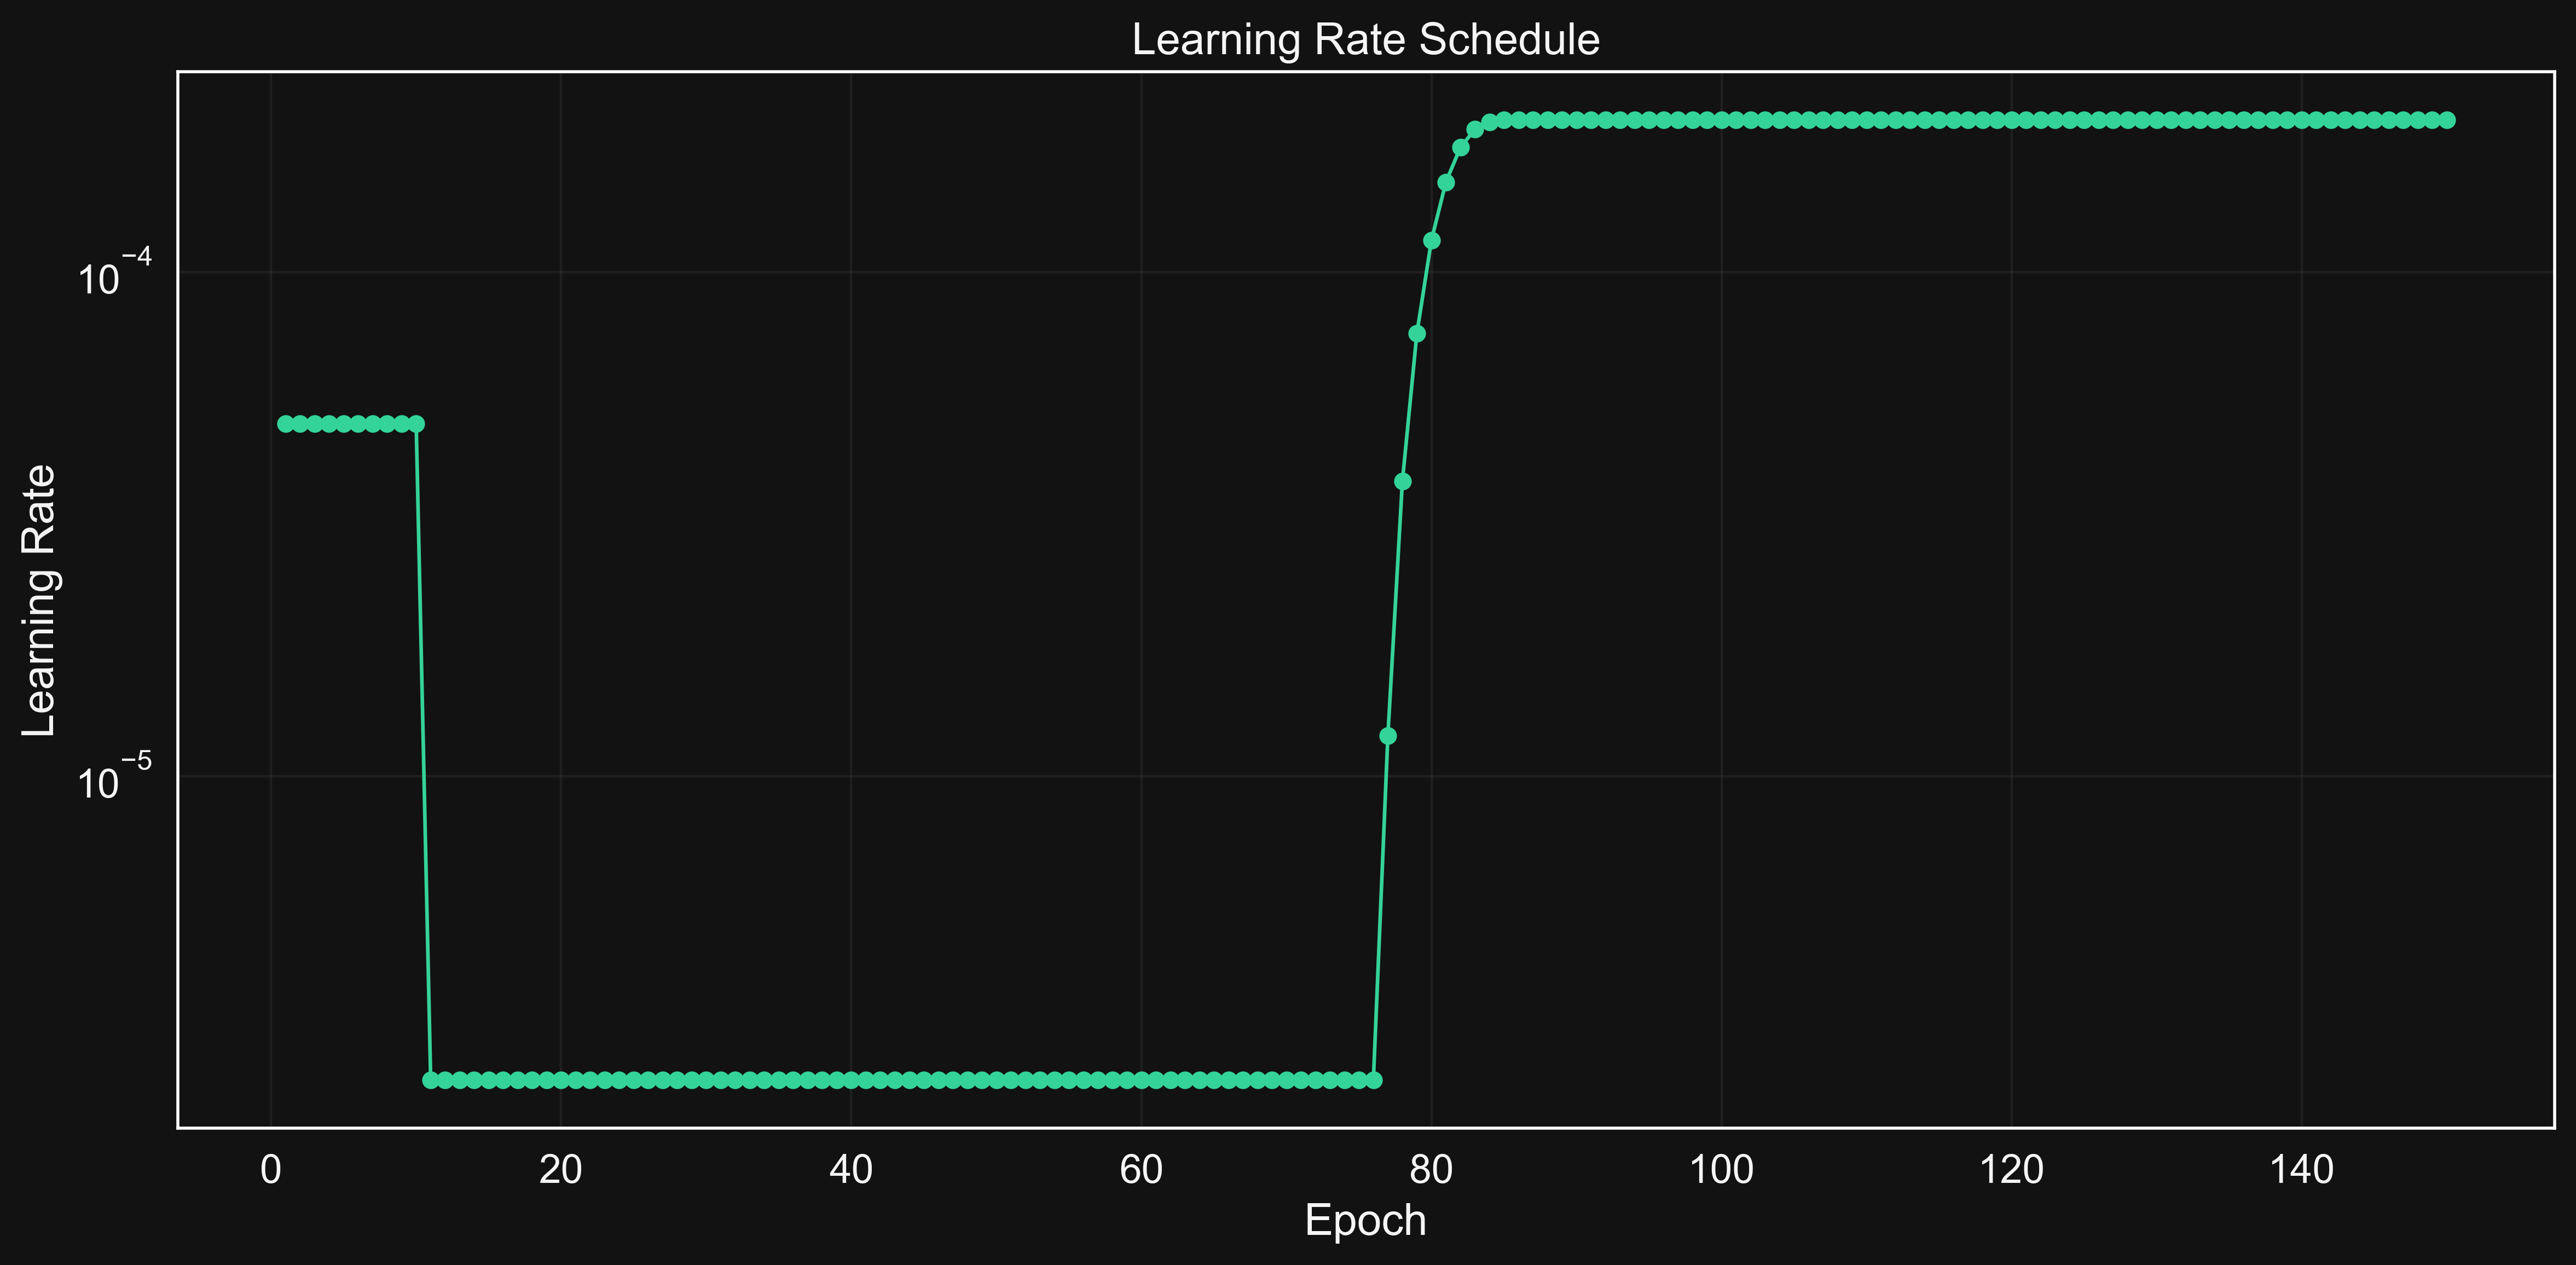 Learning Rate Schedule
Learning Rate
10⁻⁴
10⁻⁵
0 20 40 60 80 100 120 140
Epoch